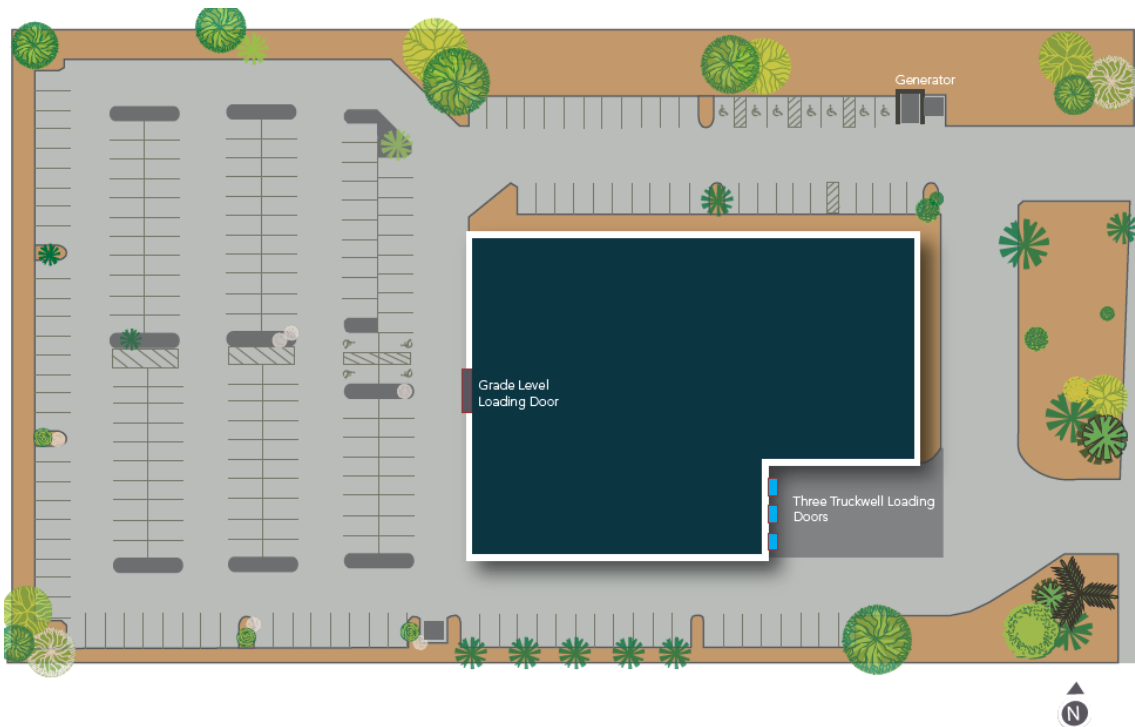 Generator
Grade Level
Loading Door
Three Truckwell Loading
Doors
N